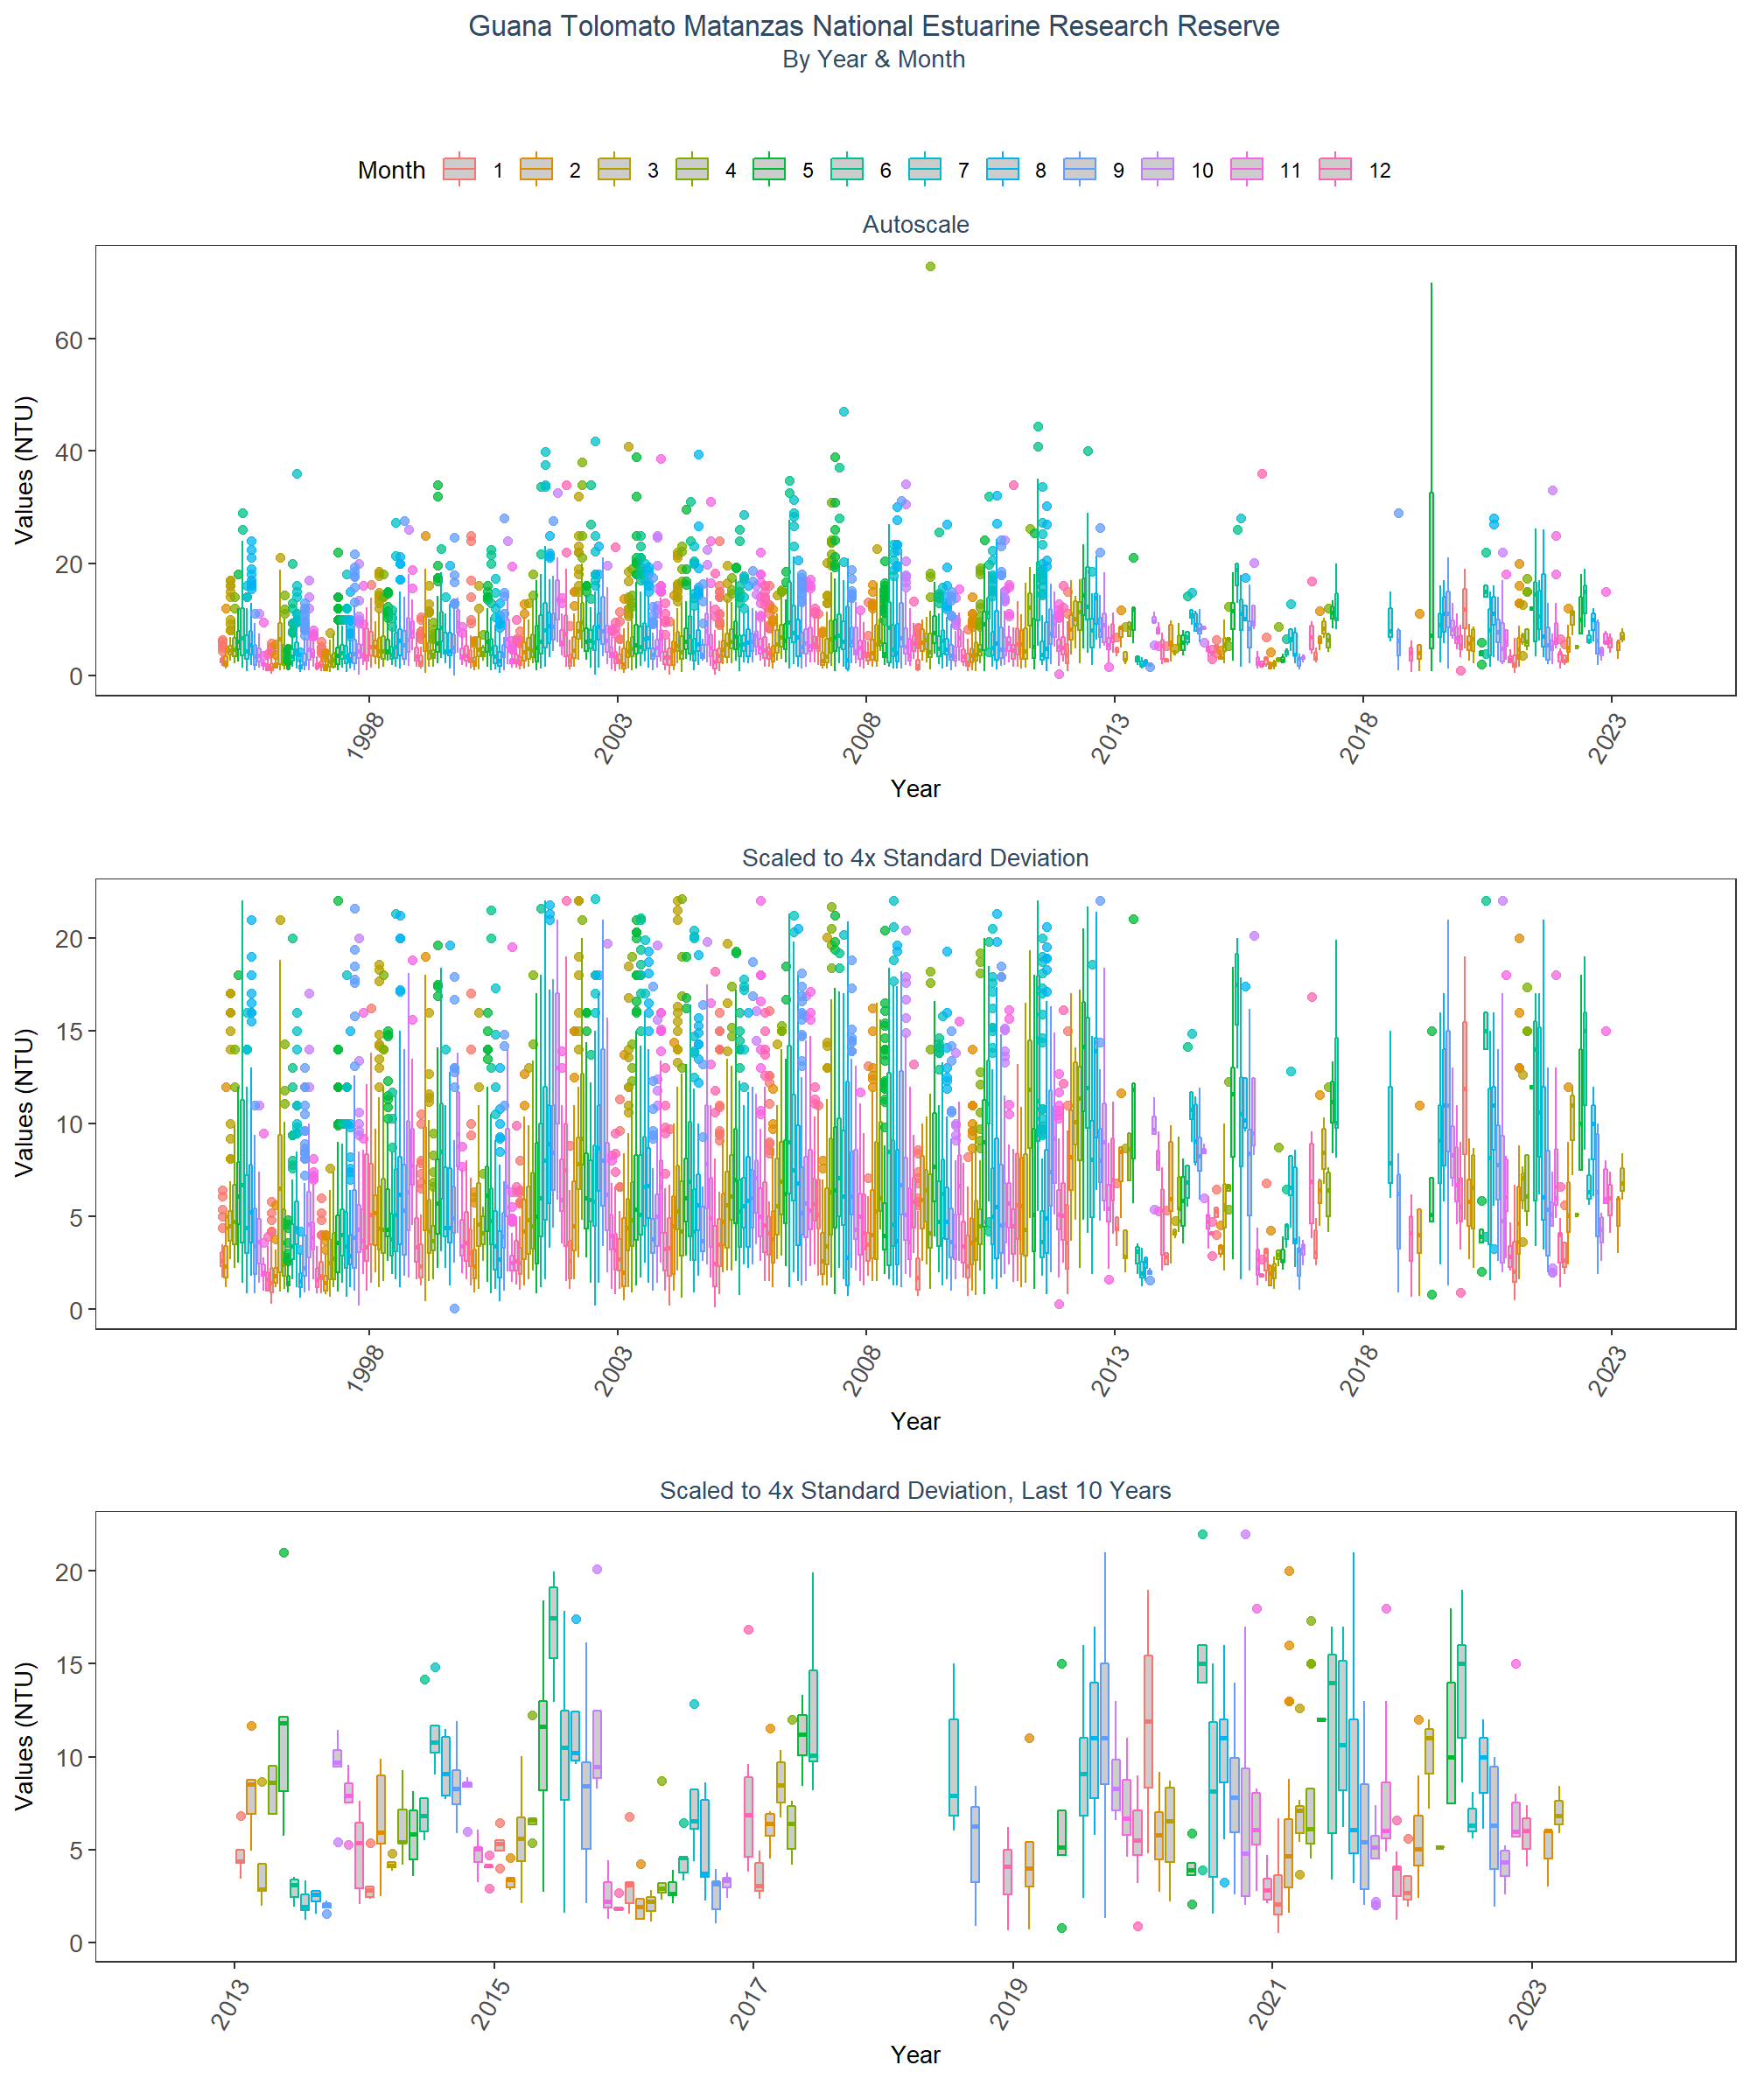 Guana Tolomato Matanzas National Estuarine Research Reserve
By Year & Month
Month 1 2 3 4 5 6 7 8 9 10 11 12
Autoscale
Values (NTU)
60
40
20
0
1998 2003 2008 2013 2018 2023
Year
Scaled to 4x Standard Deviation
Values (NTU)
20
15
10
5
0
1998 2003 2008 2013 2018 2023
Year
Scaled to 4x Standard Deviation, Last 10 Years
Values (NTU)
20
15
10
5
0
2013 2015 2017 2019 2021 2023
Year